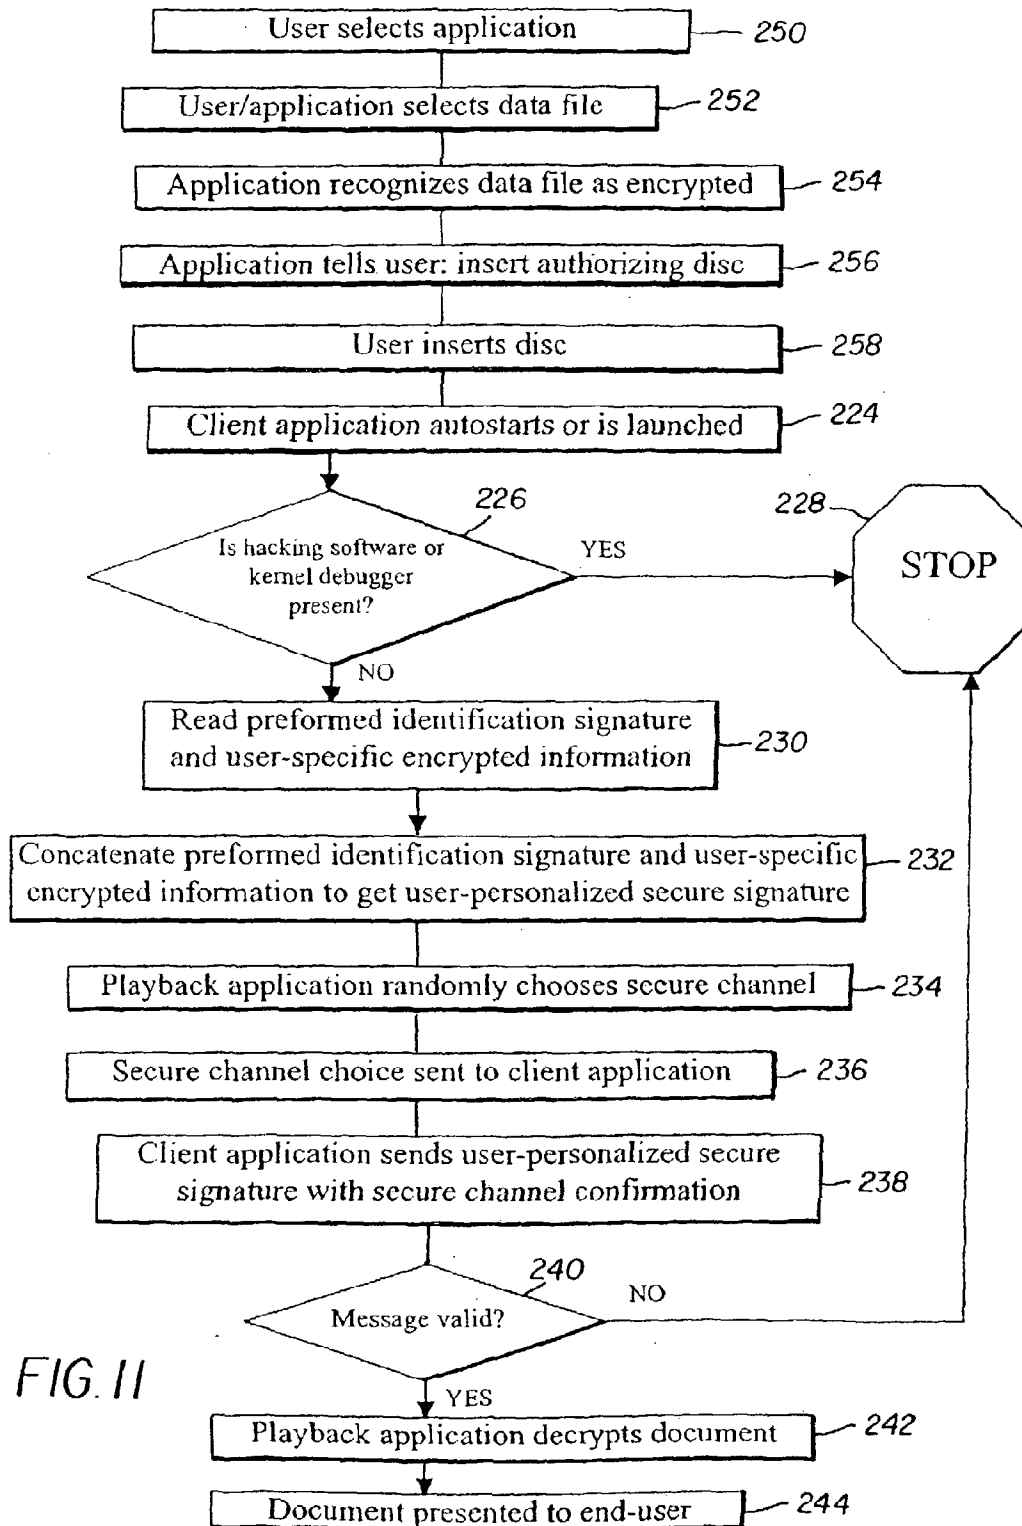 User selects application
250
User/application selects data file
252
Application recognizes data file as encrypted
254
Application tells user: insert authorizing disc
256
User inserts disc
258
Client application autostarts or is launched
224
226
228
Is hacking software or
kernel debugger
present?
YES
STOP
NO
Read preformed identification signature
and user-specific encrypted information
230
Concatenate preformed identification signature and user-specific
encrypted information to get user-personalized secure signature
232
Playback application randomly chooses secure channel
234
Secure channel choice sent to client application
236
Client application sends user-personalized secure
signature with secure channel confirmation
238
240
Message valid?
NO
FIG. 11
YES
Playback application decrypts document
242
Document presented to end-user
244